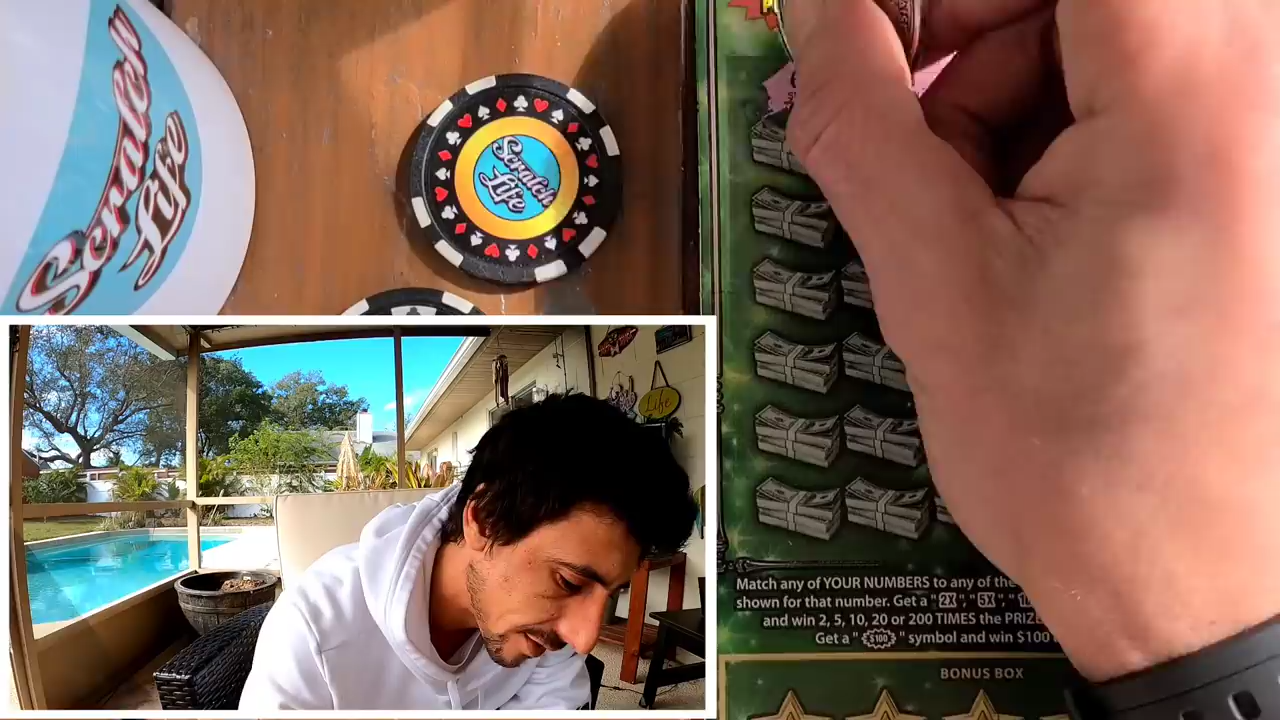 Scratch
Life
Scratch
Life
Life
Match any of YOUR NUMBERS to any of the
shown for that number. Get a "2X", "5X", "1
and win 2, 5, 10, 20 or 200 TIMES the PRIZE
Get a "$100" symbol and win $100
BONUS BOX